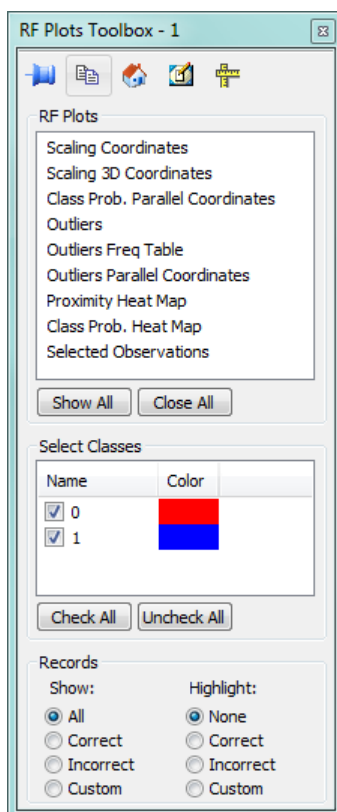 RF Plots Toolbox - 1
RF Plots
Scaling Coordinates
Scaling 3D Coordinates
Class Prob. Parallel Coordinates
Outliers
Outliers Freq Table
Outliers Parallel Coordinates
Proximity Heat Map
Class Prob. Heat Map
Selected Observations
Show All Close All
Select Classes
Name Color
0
1
Check All Uncheck All
Records
Show: Highlight:
All None
Correct Correct
Incorrect Incorrect
Custom Custom